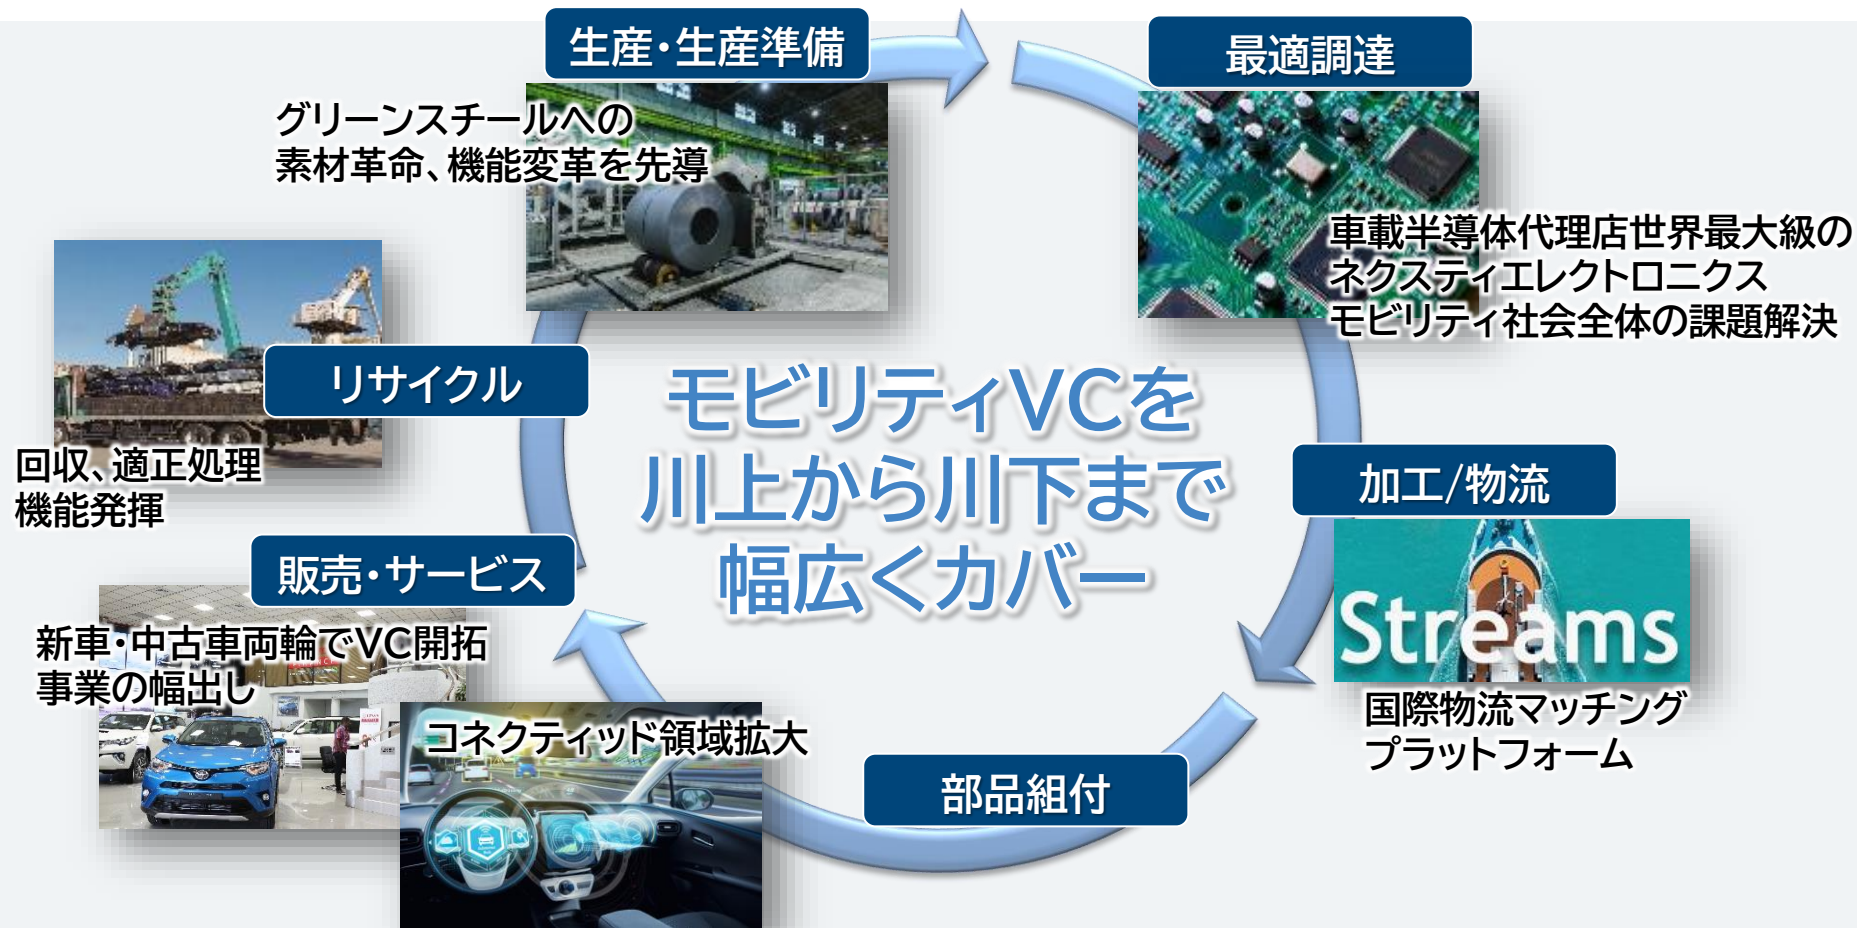 生産・生産準備
グリーンスチールへの
素材革命、機能変革を先導
最適調達
車載半導体代理店世界最大級の
ネクスティエレクトロニクス
モビリティ社会全体の課題解決
リサイクル
回収、適正処理
機能発揮
モビリティVCを
川上から川下まで
幅広くカバー
加工/物流
Streams
国際物流マッチング
プラットフォーム
販売・サービス
新車・中古車両輪でVC開拓
事業の幅出し
コネクティッド領域拡大
部品組付